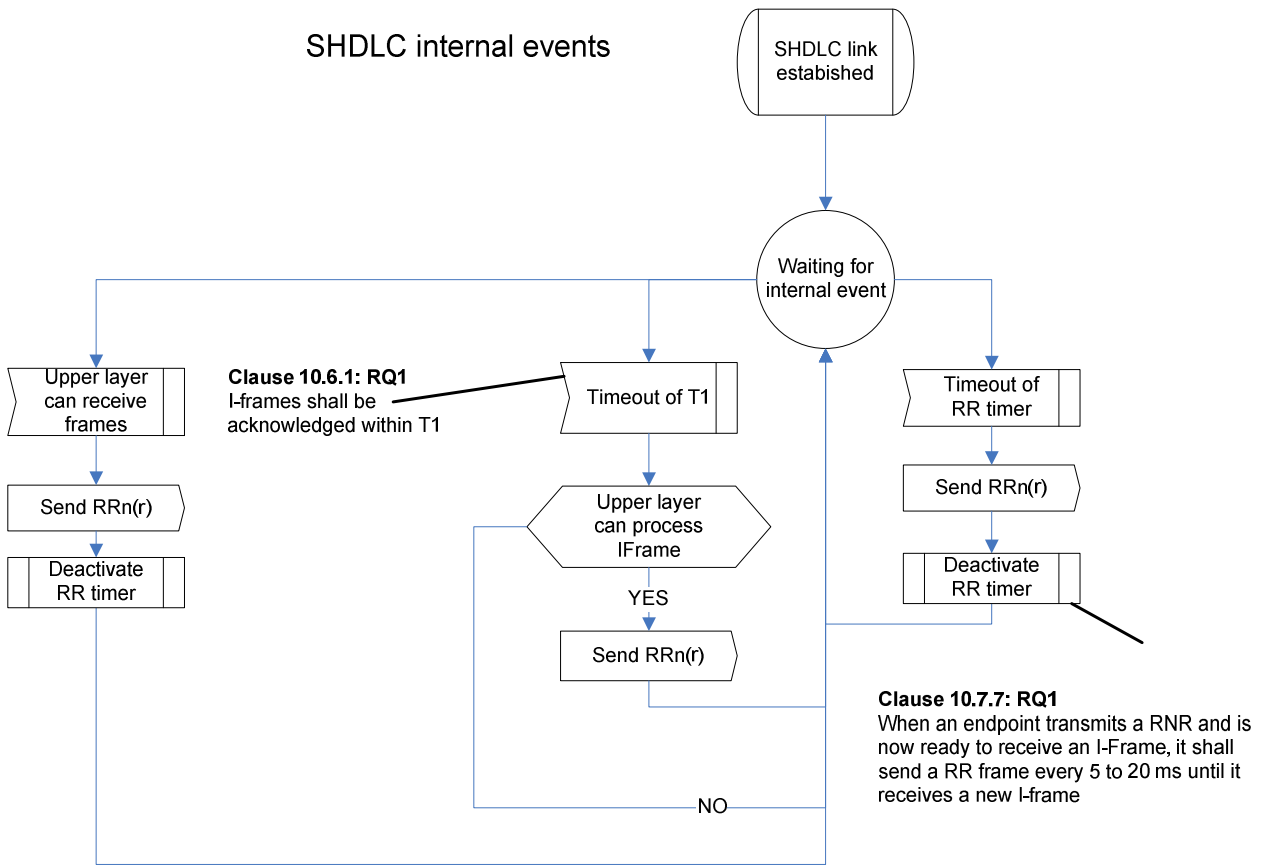 SHDLC internal events
SHDLC link
estabished
Waiting for
internal event
Upper layer
can receive
frames
Clause 10.6.1: RQ1
I-frames shall be
acknowledged within T1
Timeout of T1
Timeout of
RR timer
Send RRn(r)
Upper layer
can process
IFrame
Send RRn(r)
Deactivate
RR timer
YES
Deactivate
RR timer
Send RRn(r)
Clause 10.7.7: RQ1
When an endpoint transmits a RNR and is
now ready to receive an I-Frame, it shall
send a RR frame every 5 to 20 ms until it
receives a new I-frame
NO